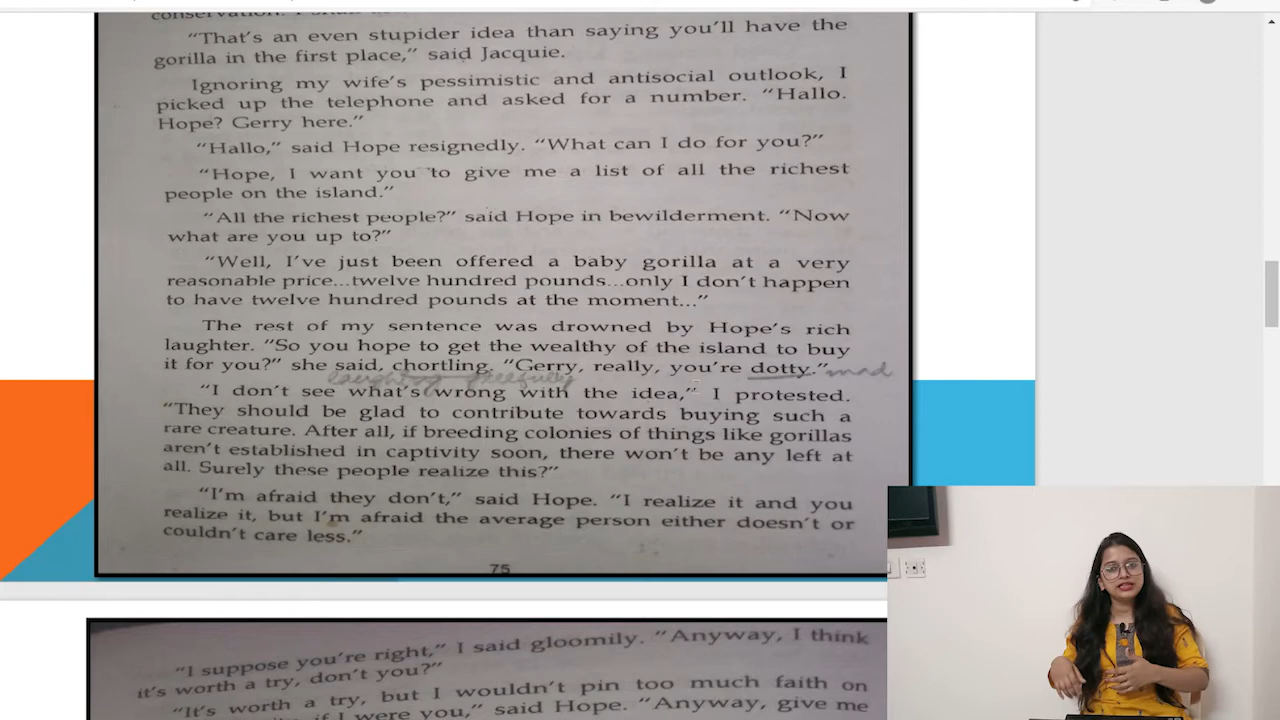 “That’s an even stupider idea than saying you’ll have the
gorilla in the first place,” said Jacquie.
Ignoring my wife’s pessimistic and antisocial outlook, I
picked up the telephone and asked for a number. “Hallo.
Hope? Gerry here.”
“Hallo,” said Hope resignedly. “What can I do for you?”
“Hope, I want you to give me a list of all the richest
people on the island.”
“All the richest people?” said Hope in bewilderment. “Now
what are you up to?”
“Well, I’ve just been offered a baby gorilla at a very
reasonable price...twelve hundred pounds...only I don’t happen
to have twelve hundred pounds at the moment...”
The rest of my sentence was drowned by Hope’s rich
laughter. “So you hope to get the wealthy of the island to buy
it for you?” she said, chortling. “Gerry, really, you’re dotty.” mad
laughing
“I don’t see what’s wrong with the idea,” I protested.
“They should be glad to contribute towards buying such a
rare creature. After all, if breeding colonies of things like gorillas
aren’t established in captivity soon, there won’t be any left at
all. Surely these people realize this?”
“I’m afraid they don’t,” said Hope. “I realize it and you
realize it, but I’m afraid the average person either doesn’t or
couldn’t care less.”
75
“I suppose you’re right,” I said gloomily. “Anyway, I think
it’s worth a try, don’t you?”
“It’s worth a try, but I wouldn’t pin too much faith on
if I were you,” said Hope. “Anyway, give me